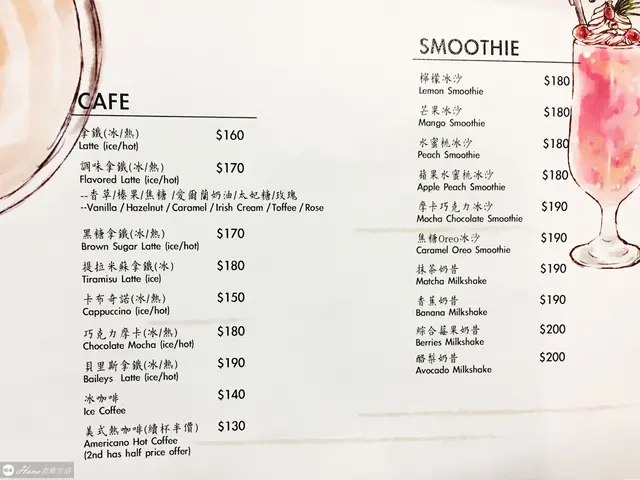 CAFE
拿鐵(冰/熱) $160
Latte (ice/hot)
調味拿鐵(冰/熱) $170
Flavored Latte (ice/hot)
--香草/榛果/焦糖/愛爾蘭奶油/太妃糖/玫瑰
--Vanilla / Hazelnut / Caramel / Irish Cream / Toffee / Rose
黑糖拿鐵(冰/熱) $170
Brown Sugar Latte (ice/hot)
提拉米蘇拿鐵(冰) $180
Tiramisu Latte (ice)
卡布奇諾(冰/熱) $150
Cappuccino (ice/hot)
巧克力摩卡(冰/熱) $180
Chocolate Mocha (ice/hot)
貝里斯拿鐵(冰/熱) $190
Baileys Latte (ice/hot)
冰咖啡 $140
Ice Coffee
美式熱咖啡(續杯半價) $130
Americano Hot Coffee
(2nd has half price offer)
SMOOTHIE
檸檬冰沙 $180
Lemon Smoothie
芒果冰沙 $180
Mango Smoothie
水蜜桃冰沙 $180
Peach Smoothie
蘋果水蜜桃冰沙 $180
Apple Peach Smoothie
摩卡巧克力冰沙 $190
Mocha Chocolate Smoothie
焦糖Oreo冰沙 $190
Caramel Oreo Smoothie
抹茶奶昔 $190
Matcha Milkshake
香蕉奶昔 $190
Banana Milkshake
綜合莓果奶昔 $200
Berries Milkshake
酪梨奶昔 $200
Avocado Milkshake